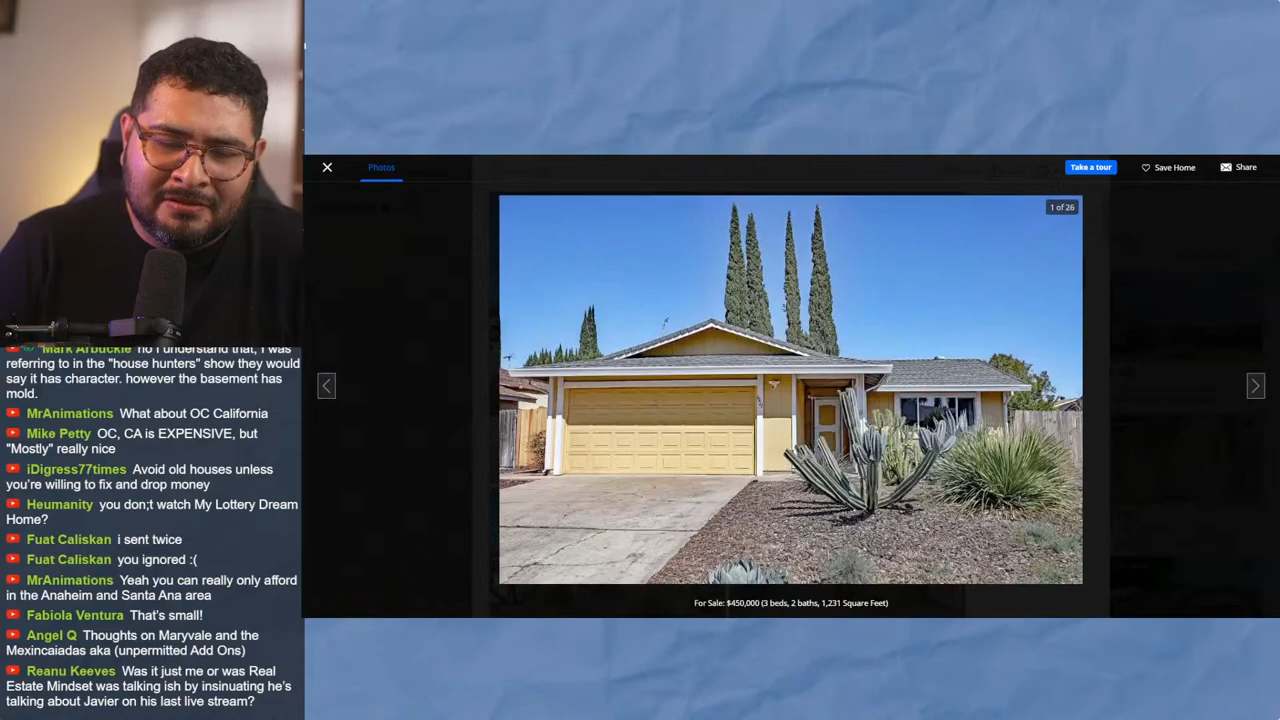 Photos
Take a tour
Save Home
Share
1 of 26
For Sale: $450,000 (3 beds, 2 baths, 1,231 Square Feet)
Mark Arbuckle no I understand that, I was
referring to in the "house hunters" show they would
say it has character. however the basement has
mold.
MrAnimations What about OC California
Mike Petty OC, CA is EXPENSIVE, but
"Mostly" really nice
iDigress77times Avoid old houses unless
you're willing to fix and drop money
Heumanity you don;t watch My Lottery Dream
Home?
Fuat Caliskan i sent twice
Fuat Caliskan you ignored :(
MrAnimations Yeah you can really only afford
in the Anaheim and Santa Ana area
Fabiola Ventura That's small!
Angel Q Thoughts on Maryvale and the
Mexincaiadas aka (unpermitted Add Ons)
Reanu Keeves Was it just me or was Real
Estate Mindset was talking ish by insinuating he's
talking about Javier on his last live stream?